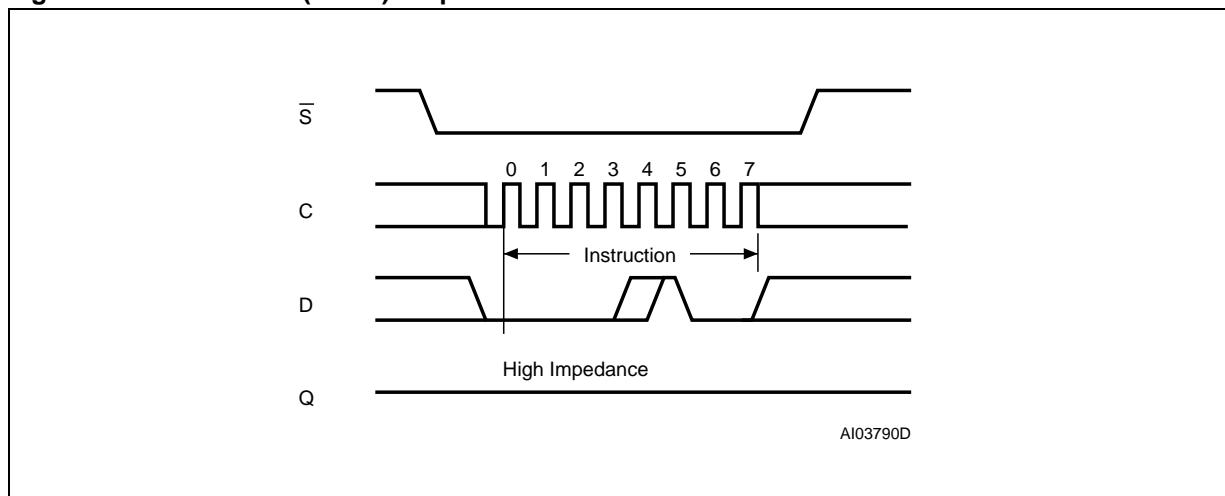 S̅
0 1 2 3 4 5 6 7
C
Instruction
D
High Impedance
Q
AI03790D